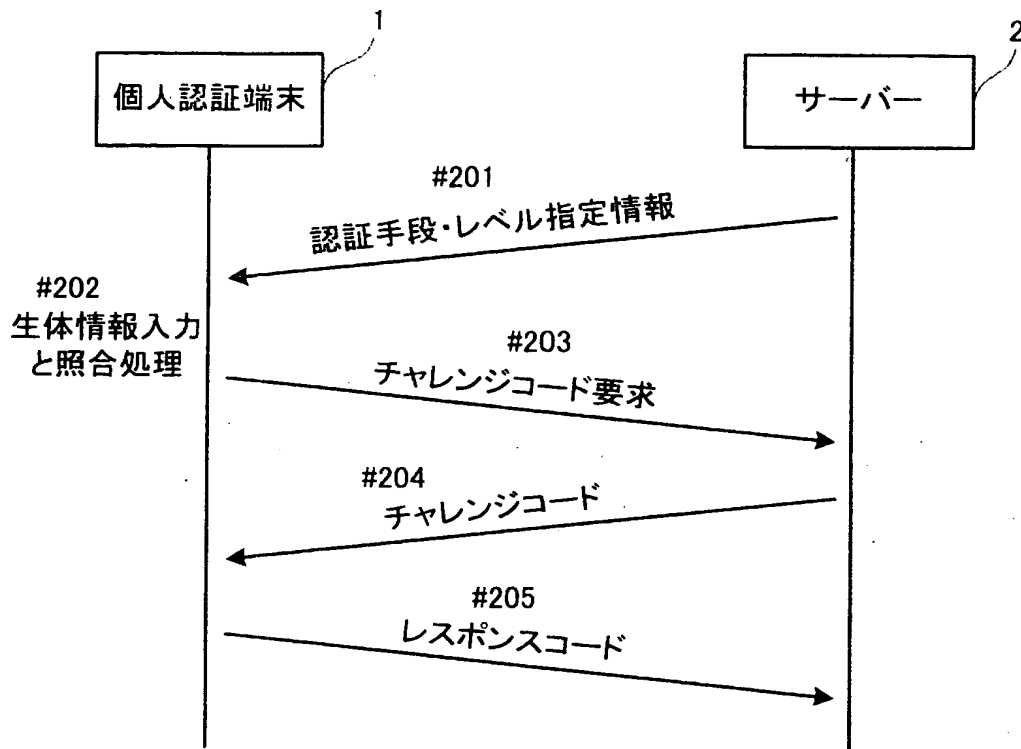 1
2
個人認証端末
サーバー
#201
認証手段・レベル指定情報
#202
生体情報入力
と照合処理
#203
チャレンジコード要求
#204
チャレンジコード
#205
レスポンスコード